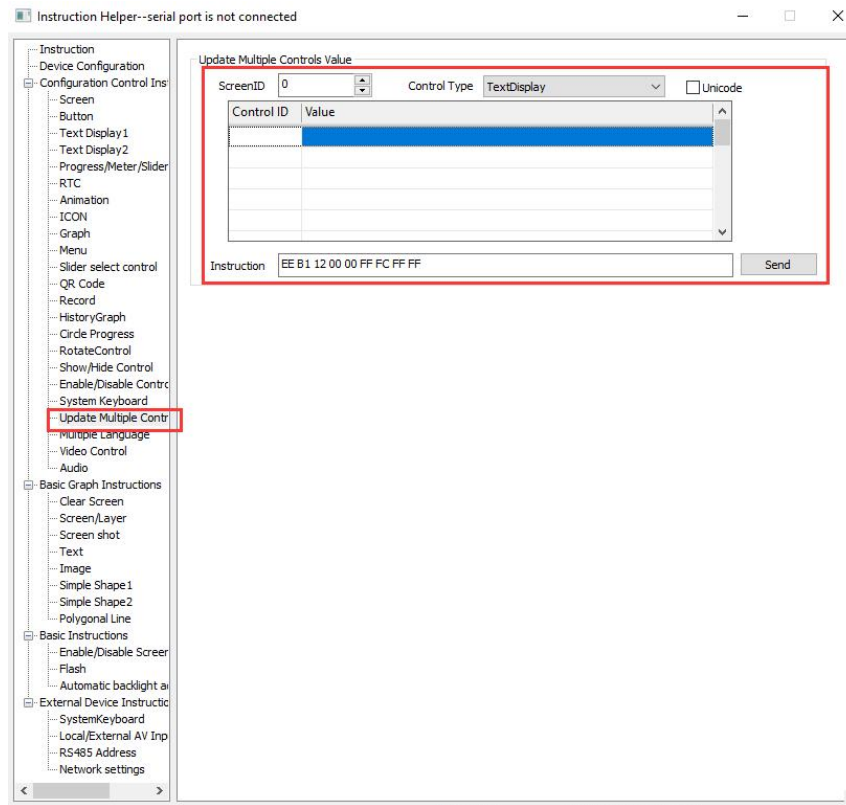 Instruction Helper--serial port is not connected
Instruction
Device Configuration
Configuration Control Ins
Screen
Button
Text Display1
Text Display2
Progress/Meter/Slider
RTC
Animation
ICON
Graph
Menu
Slider select control
QR Code
Record
HistoryGraph
Circle Progress
RotateControl
Show/Hide Control
Enable/Disable Contro
System Keyboard
Update Multiple Contr
Multiple Language
Video Control
Audio
Basic Graph Instructions
Clear Screen
Screen/Layer
Screen shot
Text
Image
Simple Shape1
Simple Shape2
Polygonal Line
Basic Instructions
Enable/Disable Screer
Flash
Automatic backlight a
External Device Instructic
SystemKeyboard
Local/External AV Inp
RS485 Address
Network settings
Update Multiple Controls Value
ScreenID 0 Control Type TextDisplay Unicode
Control ID Value
Instruction EE B1 12 00 00 FF FC FF FF Send